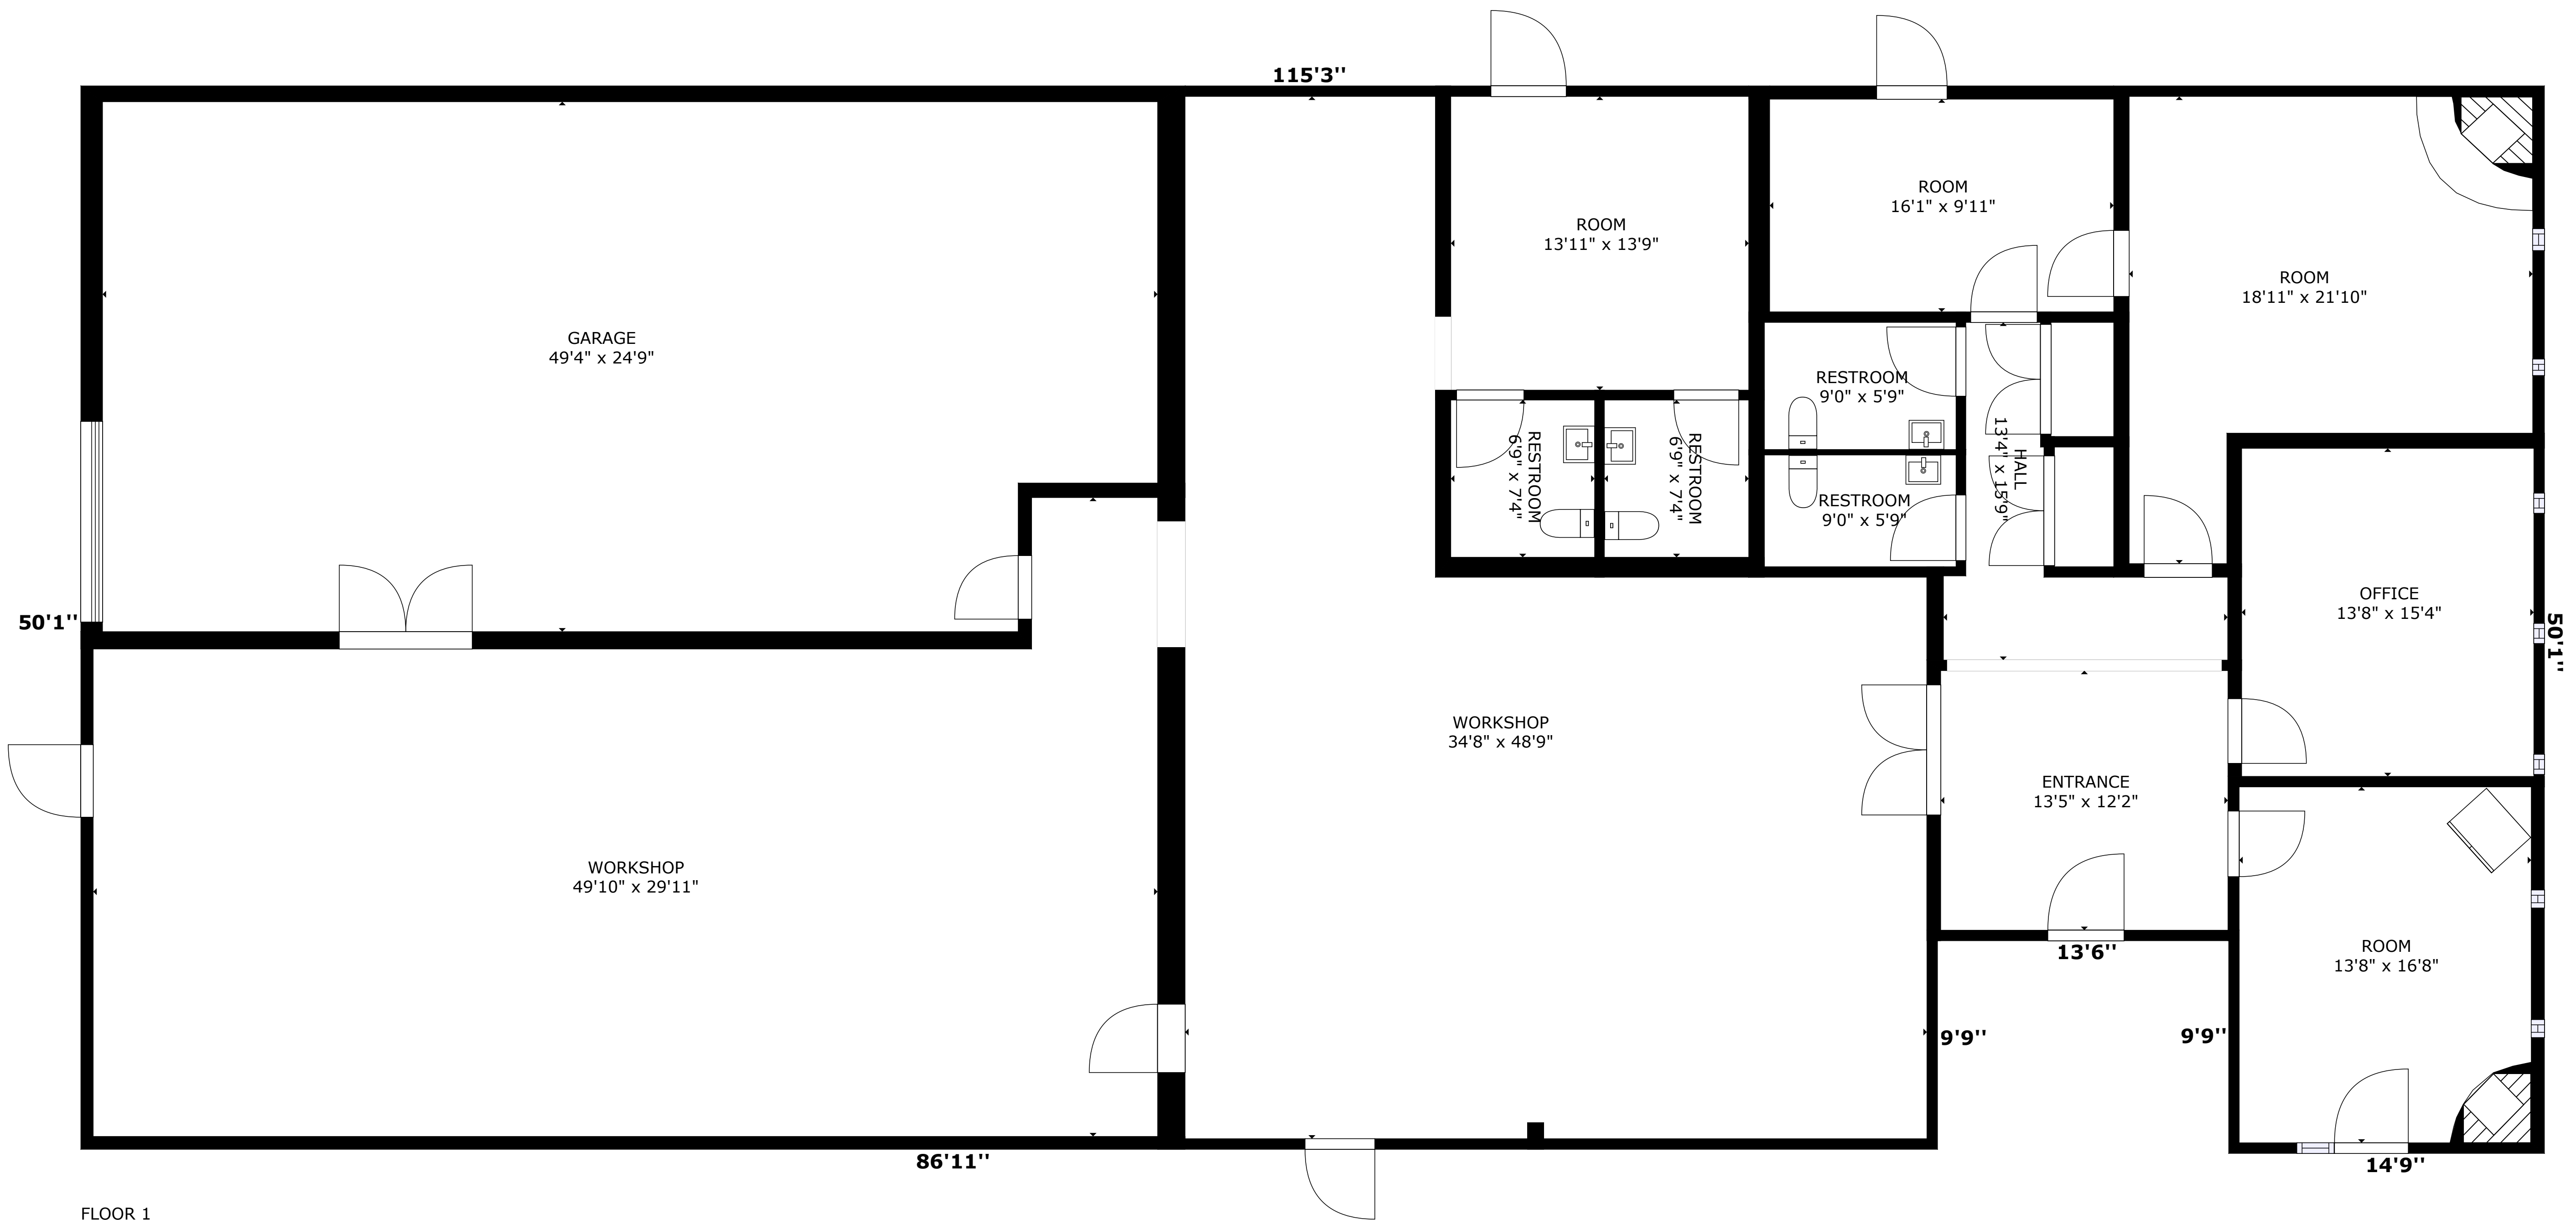 115'3''
ROOM
16'1" x 9'11"
ROOM
13'11" x 13'9"
ROOM
18'11" x 21'10"
GARAGE
49'4" x 24'9"
RESTROOM
9'0" x 5'9"
RESTROOM
6'9" x 7'4"
RESTROOM
6'9" x 7'4"
HALL
13'4" x 15'9"
RESTROOM
9'0" x 5'9"
50'1''
OFFICE
13'8" x 15'4"
50'1''
WORKSHOP
34'8" x 48'9"
ENTRANCE
13'5" x 12'2"
WORKSHOP
49'10" x 29'11"
ROOM
13'8" x 16'8"
13'6''
9'9''
9'9''
86'11''
14'9''
FLOOR 1